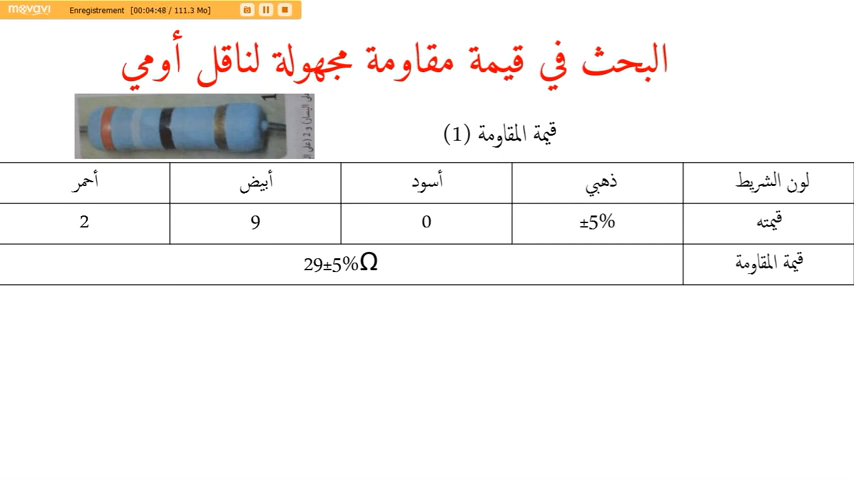 movavi Enregistrement [00:04:48 / 111.3 Mo]
البحث في قيمة مقاومة مجهولة لناقل أومي
قيمة المقاومة (1)
لون الشريط ذهبي أسود أبيض أحمر
قيمته ±5% 0 9 2
قيمة المقاومة 29±5%Ω